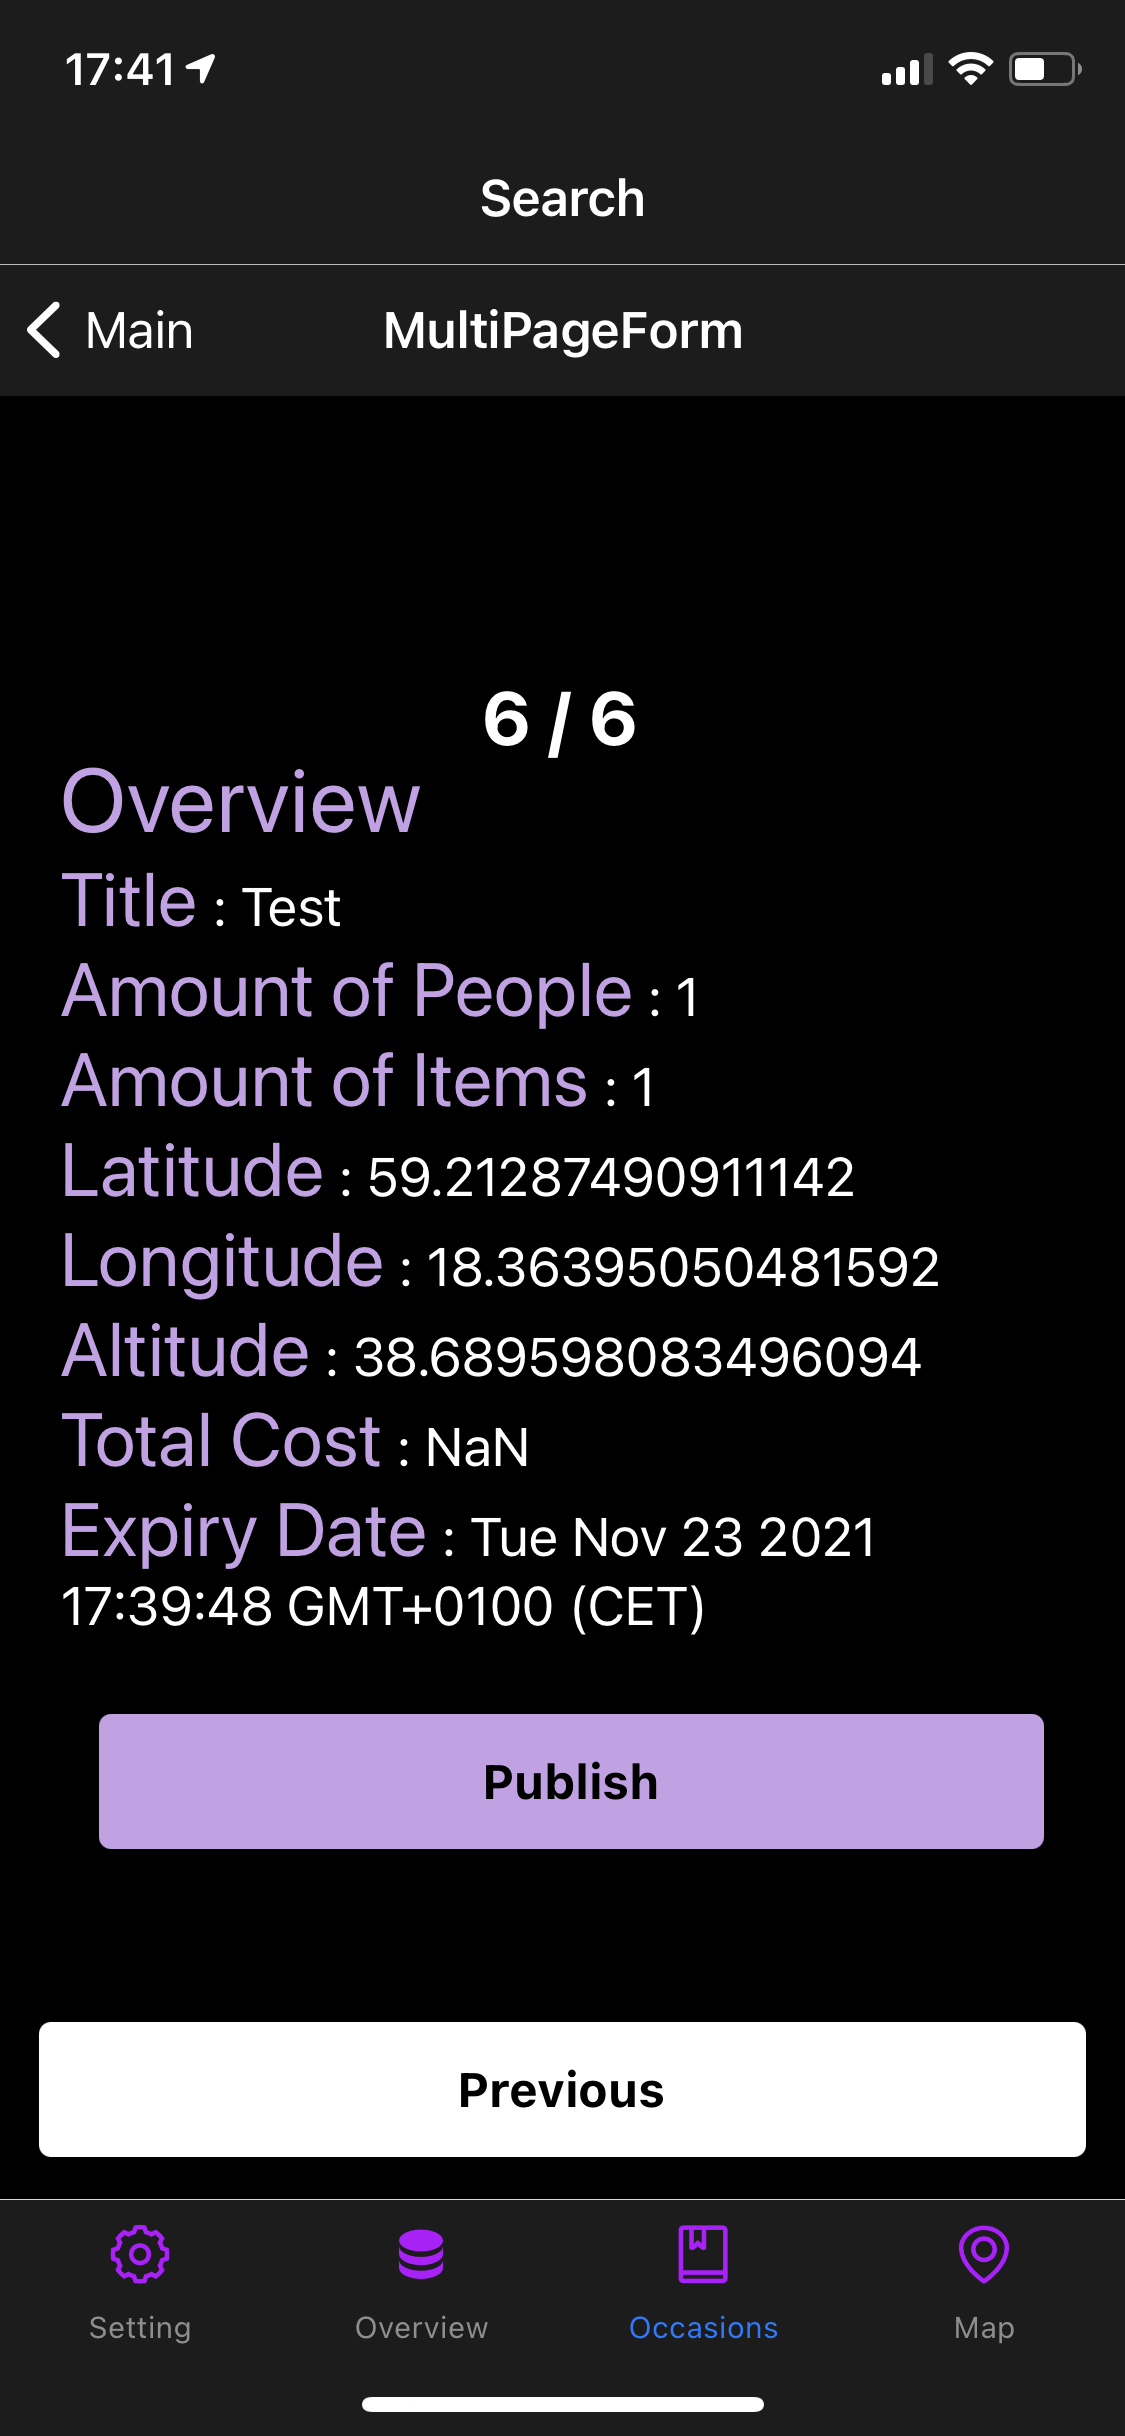 17:41
Search
Main MultiPageForm
6 / 6
Overview
Title : Test
Amount of People : 1
Amount of Items : 1
Latitude : 59.21287490911142
Longitude : 18.36395050481592
Altitude : 38.689598083496094
Total Cost : NaN
Expiry Date : Tue Nov 23 2021
17:39:48 GMT+0100 (CET)
Publish
Previous
Setting Overview Occasions Map